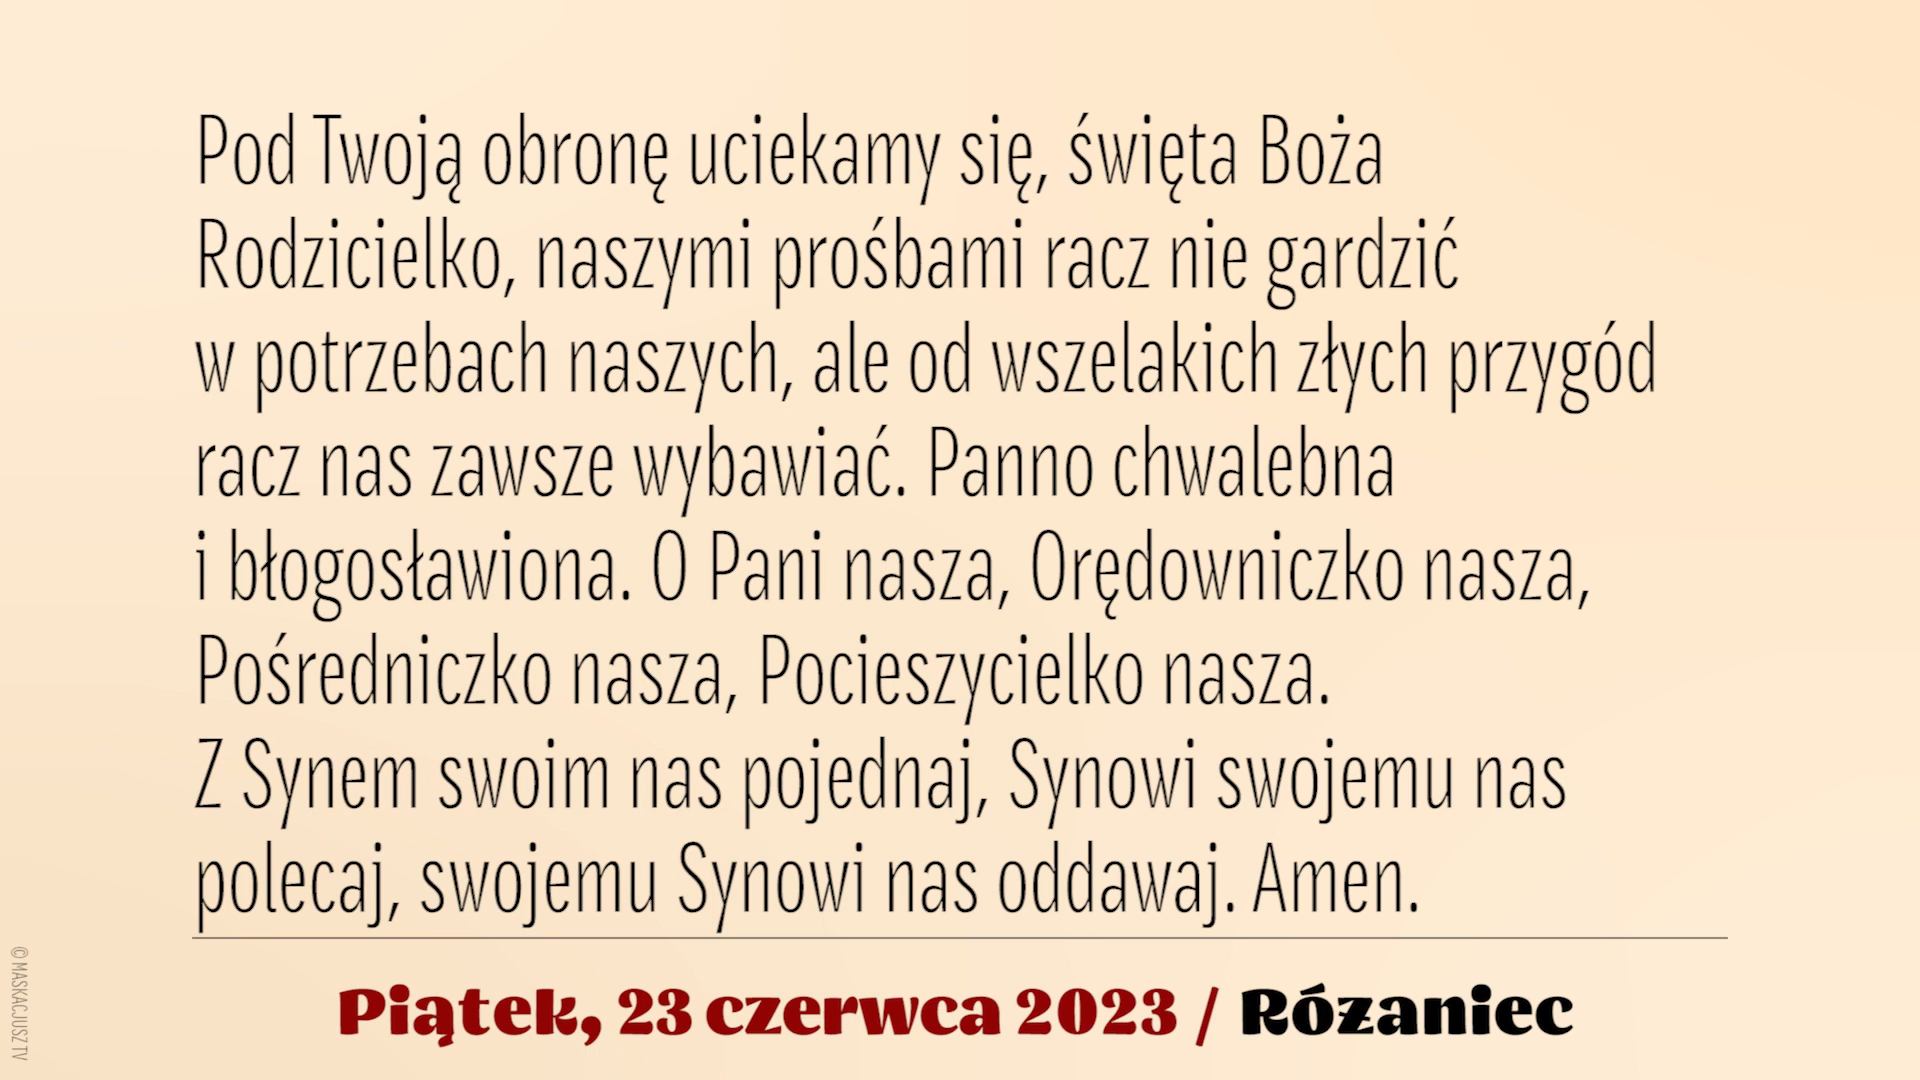 Pod Twoją obronę uciekamy się, święta Boża
Rodzicielko, naszymi prośbami racz nie gardzić
w potrzebach naszych, ale od wszelakich złych przygód
racz nas zawsze wybawiać. Panno chwalebna
i błogosławiona. O Pani nasza, Orędowniczko nasza,
Pośredniczko nasza, Pocieszycielko nasza.
Z Synem swoim nas pojednaj, Synowi swojemu nas
polecaj, swojemu Synowi nas oddawaj. Amen.
Piątek, 23 czerwca 2023 / Różaniec
© MASKACJUSZ TV